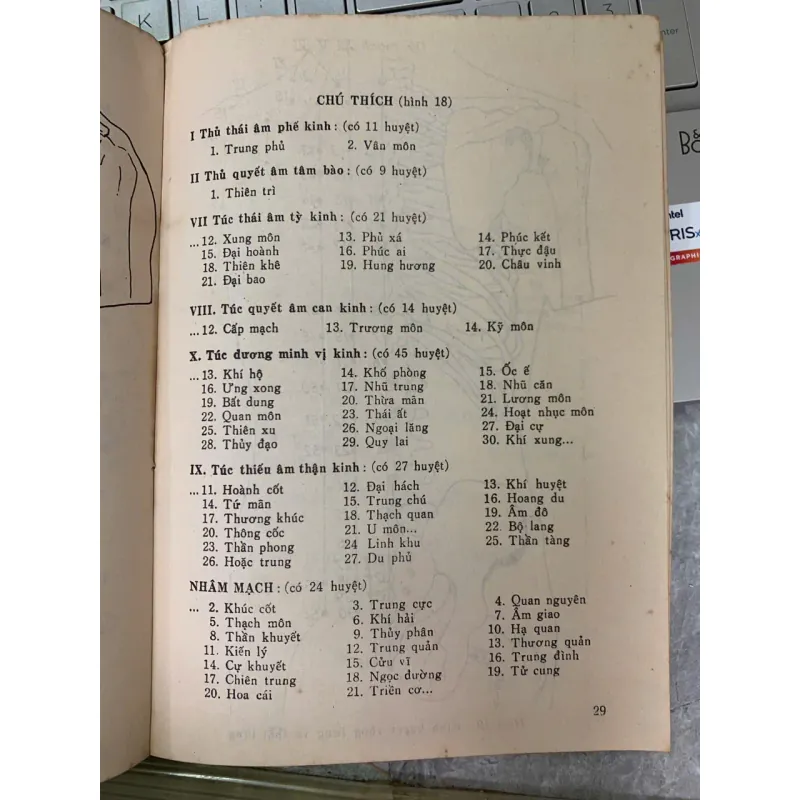 CHÚ THÍCH (hình 18)
I Thủ thái âm phế kinh : (có 11 huyệt)
1. Trung phủ 2. Vân môn
II Thủ quyết âm tâm bào : (có 9 huyệt)
1. Thiên trì
VII Túc thái âm tỳ kinh : (có 21 huyệt)
...12. Xung môn 13. Phủ xá 14. Phúc kết
15. Đại hoành 16. Phúc ai 17. Thực đậu
18. Thiên khê 19. Hung hương 20. Châu vinh
21. Đại bao
VIII. Túc quyết âm can kinh : (có 14 huyệt)
...12. Cấp mạch 13. Trương môn 14. Kỹ môn
X. Túc dương minh vị kinh : (có 45 huyệt)
...13. Khí hộ 14. Khố phòng 15. Ốc ế
16. Ưng xong 17. Nhũ trung 18. Nhũ căn
19. Bất dung 20. Thừa mãn 21. Lương môn
22. Quan môn 23. Thái ất 24. Hoạt nhục môn
25. Thiên xu 26. Ngoại lăng 27. Đại cự
28. Thủy đạo 29. Quy lai 30. Khí xung...
IX. Túc thiếu âm thận kinh : (có 27 huyệt)
...11. Hoành cốt 12. Đại hách 13. Khí huyệt
14. Tứ mãn 15. Trung chú 16. Hoang du
17. Thương khúc 18. Thạch quan 19. Âm đô
20. Thông cốc 21. U môn... 22. Bộ lang
23. Thần phong 24 Linh khu 25. Thần tàng
26. Hoặc trung 27. Du phủ
NHÂM MẠCH : (có 24 huyệt)
... 2. Khúc cốt 3. Trung cực 4. Quan nguyên
5. Thạch môn 6. Khí hải 7. Âm giao
8. Thần khuyết 9. Thủy phân 10. Hạ quan
11. Kiến lý 12. Trung quản 13. Thương quản
14. Cự khuyết 15. Cửu vĩ 16. Trung đình
17. Chiên trung 18. Ngọc dường 19. Tử cung
20. Hoa cái 21. Triền cơ...
29